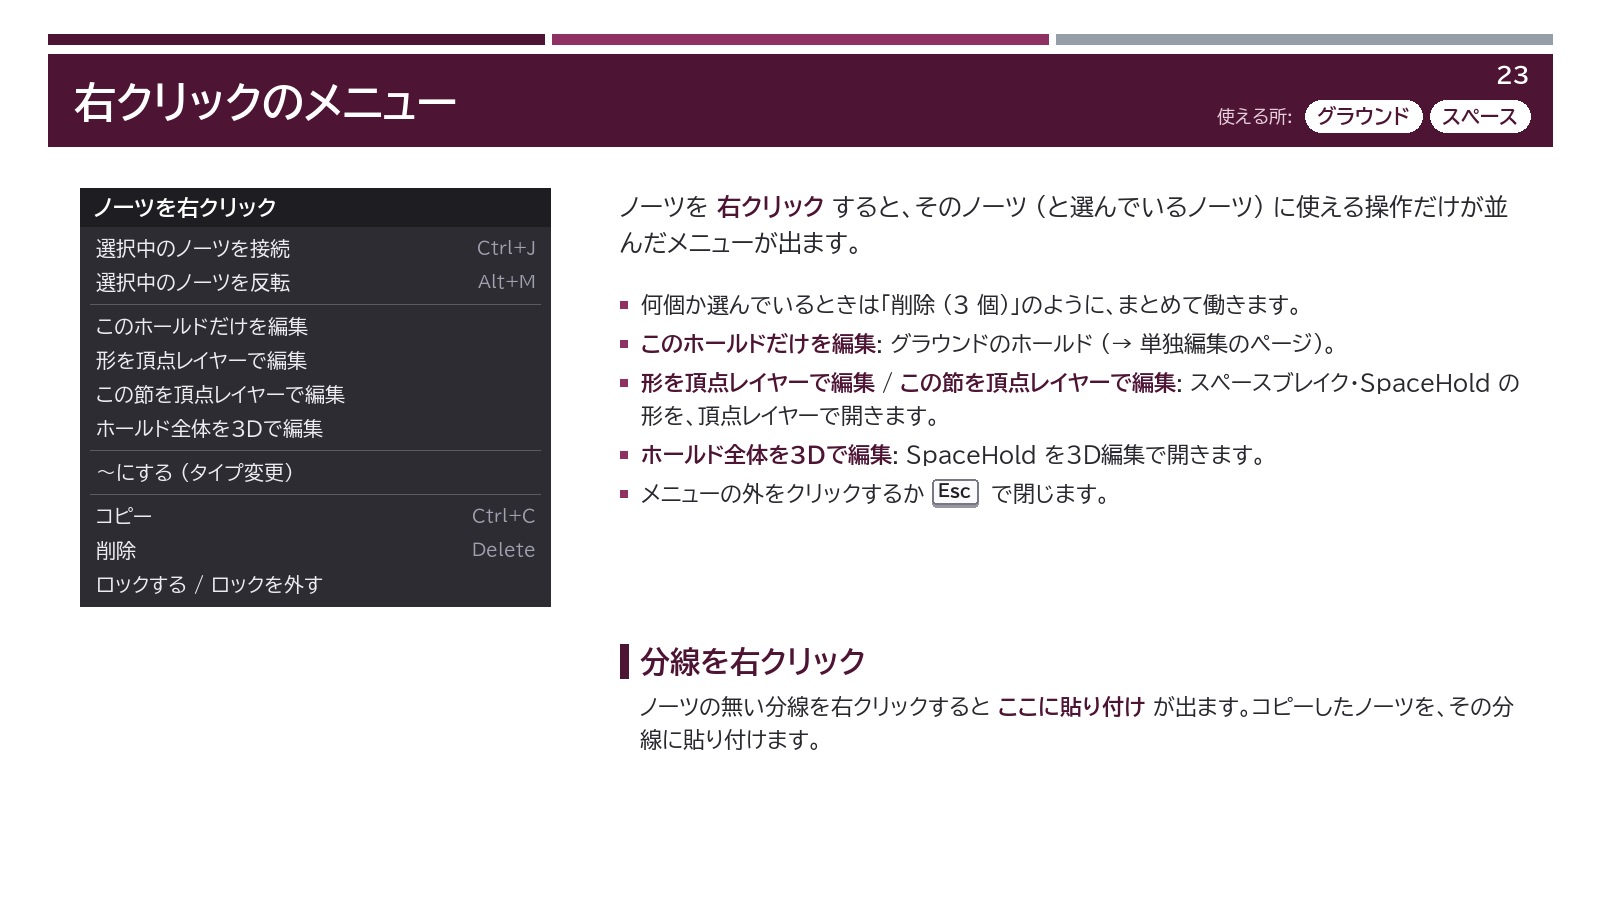 右クリックのメニュー
23
使える所: グラウンド スペース
ノーツを右クリック
選択中のノーツを接続 Ctrl+J
選択中のノーツを反転 Alt+M
このホールドだけを編集
形を頂点レイヤーで編集
この節を頂点レイヤーで編集
ホールド全体を3Dで編集
～にする（タイプ変更）
コピー Ctrl+C
削除 Delete
ロックする / ロックを外す
ノーツを 右クリック すると、そのノーツ（と選んでいるノーツ）に使える操作だけが並
んだメニューが出ます。
何個か選んでいるときは「削除（3 個）」のように、まとめて働きます。
このホールドだけを編集: グラウンドのホールド（→ 単独編集のページ）。
形を頂点レイヤーで編集 / この節を頂点レイヤーで編集: スペースブレイク・SpaceHold の
形を、頂点レイヤーで開きます。
ホールド全体を3Dで編集: SpaceHold を3D編集で開きます。
メニューの外をクリックするか Esc で閉じます。
分線を右クリック
ノーツの無い分線を右クリックすると ここに貼り付け が出ます。コピーしたノーツを、その分
線に貼り付けます。